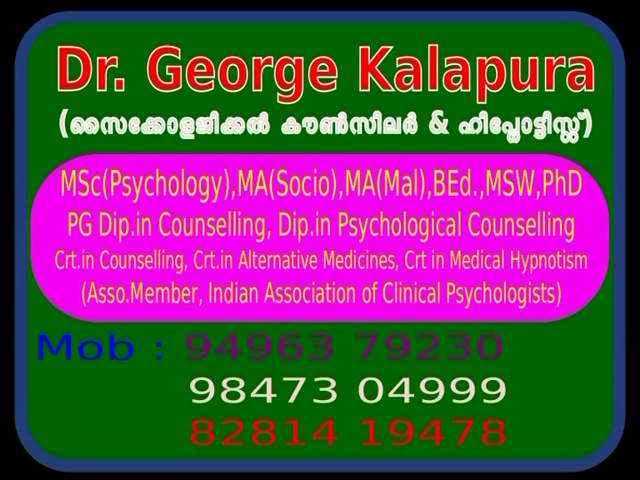 Dr. George Kalapura
(സൈക്കോളജിക്കൽ കൗൺസിലർ & ഹിപ്നോട്ടിസ്റ്റ്)
MSc(Psychology),MA(Socio),MA(Mal),BEd.,MSW,PhD
PG Dip.in Counselling, Dip.in Psychological Counselling
Crt.in Counselling, Crt.in Alternative Medicines, Crt in Medical Hypnotism
(Asso.Member, Indian Association of Clinical Psychologists)
Mob : 94963 79230
98473 04999
82814 19478